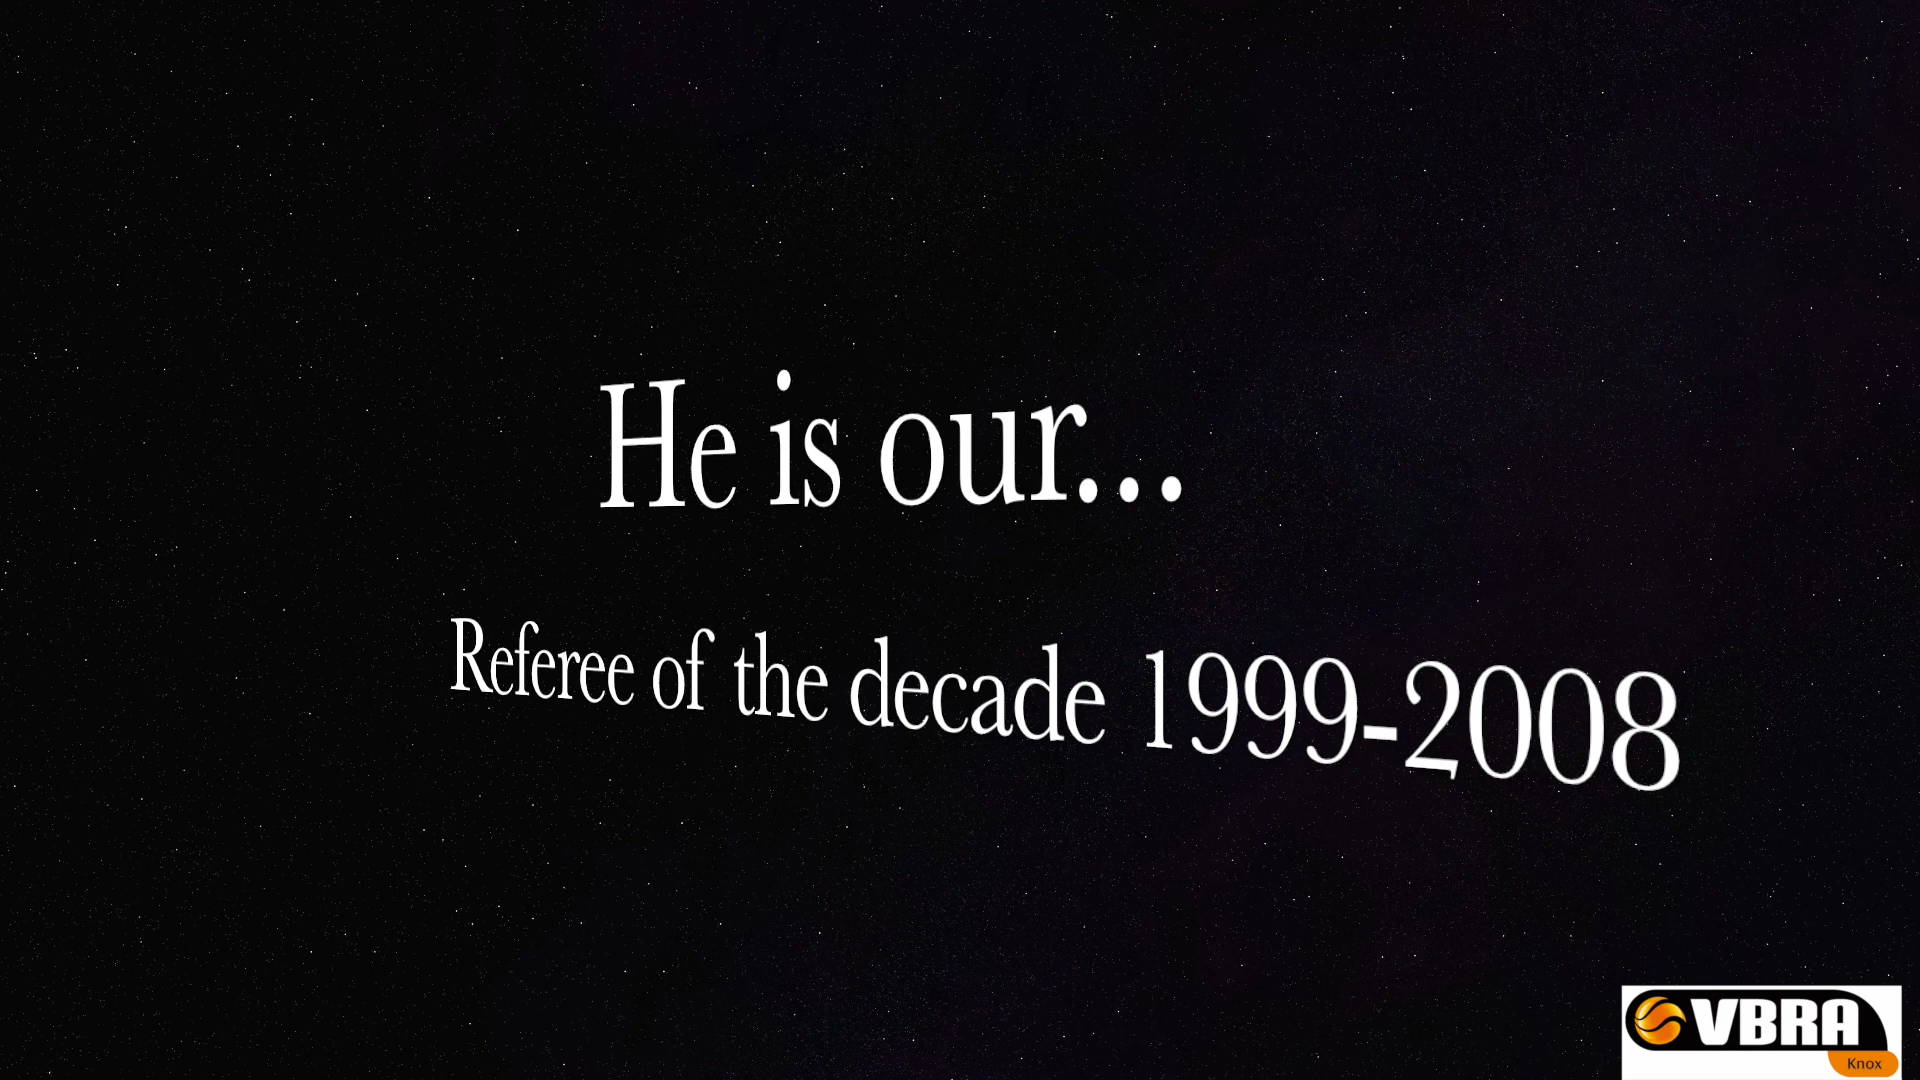 He is our...
Referee of the decade 1999-2008
VBRA
Knox